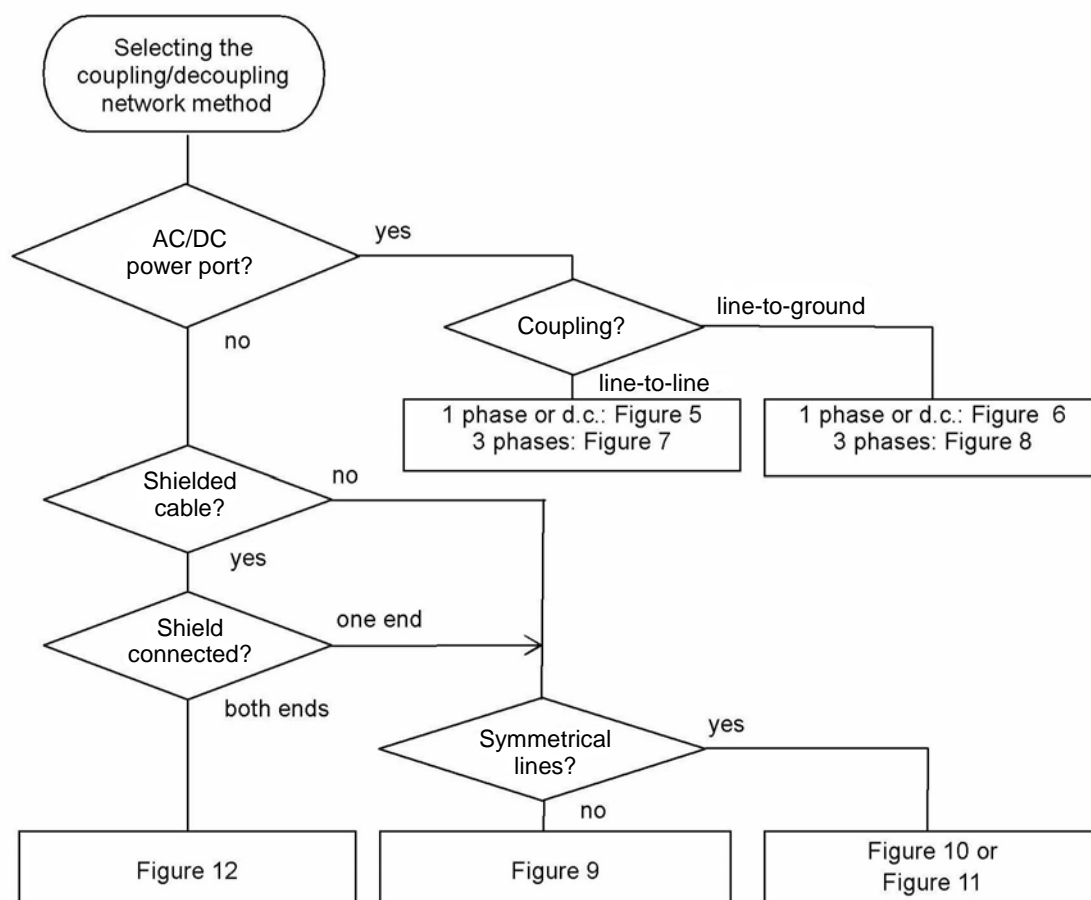 Selecting the
coupling/decoupling
network method
AC/DC
power port?
yes
no
Coupling?
line-to-ground
line-to-line
1 phase or d.c.: Figure 5
3 phases: Figure 7
1 phase or d.c.: Figure 6
3 phases: Figure 8
Shielded
cable?
no
yes
Shield
connected?
one end
both ends
Symmetrical
lines?
yes
no
Figure 12
Figure 9
Figure 10 or
Figure 11